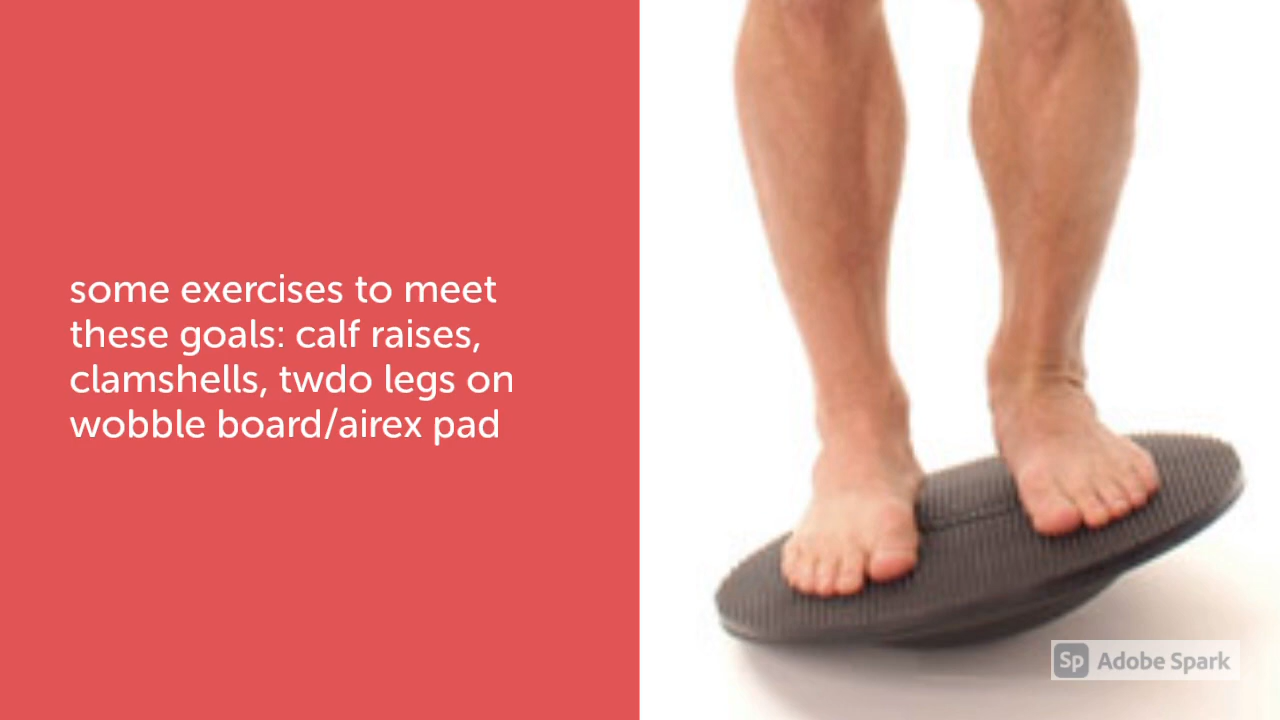 some exercises to meet
these goals: calf raises,
clamshells, twdo legs on
wobble board/airex pad
Sp Adobe Spark